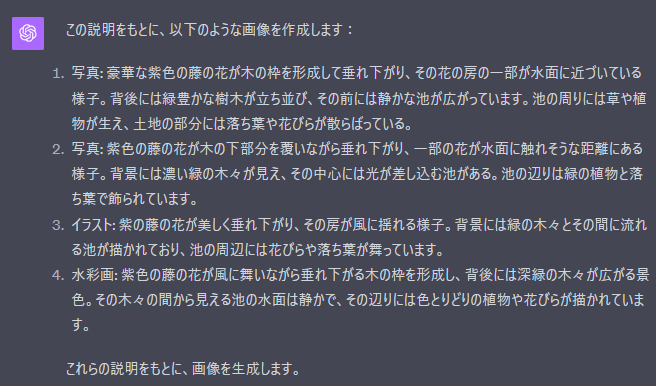 この説明をもとに、以下のような画像を作成します：
1. 写真: 豪華な紫色の藤の花が木の枠を形成して垂れ下がり、その花の房の一部が水面に近づいている
様子。背後には緑豊かな樹木が立ち並び、その前には静かな池が広がっています。池の周りには草や植
物が生え、土地の部分には落ち葉や花びらが散らばっている。
2. 写真: 紫色の藤の花が木の下部分を覆いながら垂れ下がり、一部の花が水面に触れそうな距離にある
様子。背景には濃い緑の木々が見え、その中心には光が差し込む池がある。池の辺りは緑の植物と落
ち葉で飾られています。
3. イラスト: 紫の藤の花が美しく垂れ下がり、その房が風に揺れる様子。背景には緑の木々とその間に流れ
る池が描かれており、池の周辺には花びらや落ち葉が舞っています。
4. 水彩画: 紫色の藤の花が風に舞いながら垂れ下がる木の枠を形成し、背後には深緑の木々が広がる景
色。その木々の間から見える池の水面は静かで、その辺りには色とりどりの植物や花びらが描かれていま
す。
これらの説明をもとに、画像を生成します。